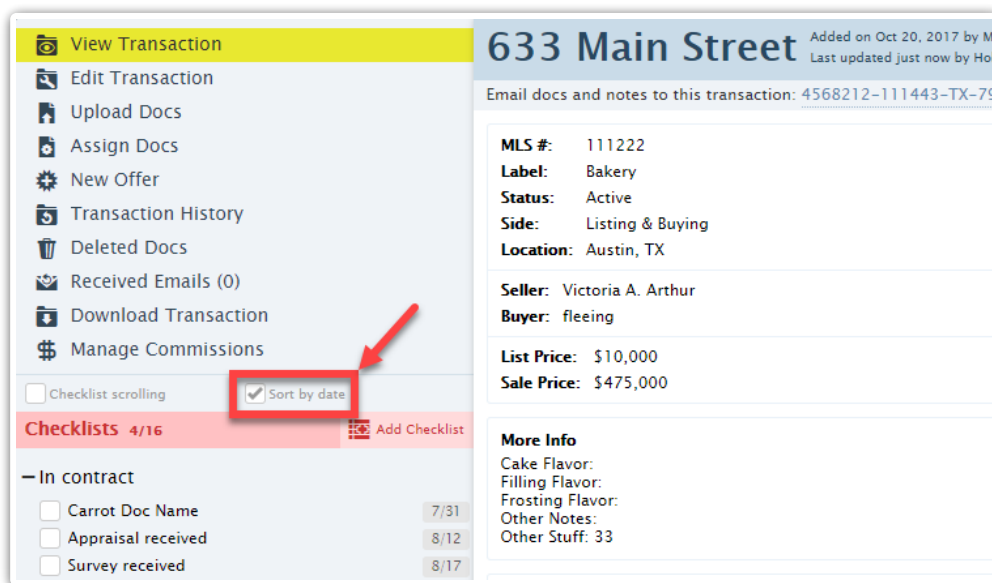 View Transaction
Edit Transaction
Upload Docs
Assign Docs
New Offer
Transaction History
Deleted Docs
Received Emails (0)
Download Transaction
Manage Commissions
Checklist scrolling
Sort by date
Checklists 4/16
Add Checklist
In contract
Carrot Doc Name 7/31
Appraisal received 8/12
Survey received 8/17
633 Main Street
Added on Oct 20, 2017 by
Last updated just now by
Email docs and notes to this transaction: 4568212-111443-TX-79
MLS #: 111222
Label: Bakery
Status: Active
Side: Listing & Buying
Location: Austin, TX
Seller: Victoria A. Arthur
Buyer: fleeing
List Price: $10,000
Sale Price: $475,000
More Info
Cake Flavor:
Filling Flavor:
Frosting Flavor:
Other Notes:
Other Stuff: 33